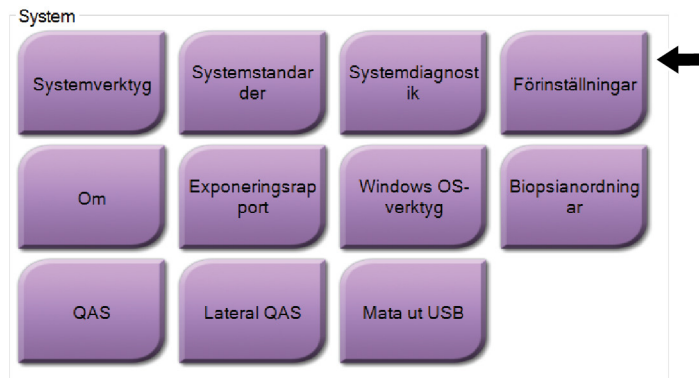 System
Systemverktyg
Systemstandar
der
Systemdiagnost
ik
Förinställningar
Om
Exponeringsrap
port
Windows OS-
verktyg
Biopsianordning
ar
QAS
Lateral QAS
Mata ut USB